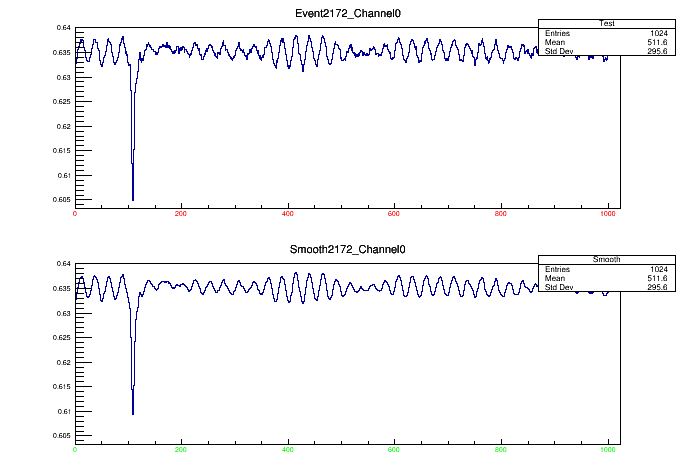 Event2172_Channel0
Test
Entries 1024
Mean 511.6
Std Dev 295.6
0.64
0.635
0.63
0.625
0.62
0.615
0.61
0.605
0 200 400 600 800 1000
Smooth2172_Channel0
Smooth
Entries 1024
Mean 511.6
Std Dev 295.6
0.64
0.635
0.63
0.625
0.62
0.615
0.61
0.605
0 200 400 600 800 1000